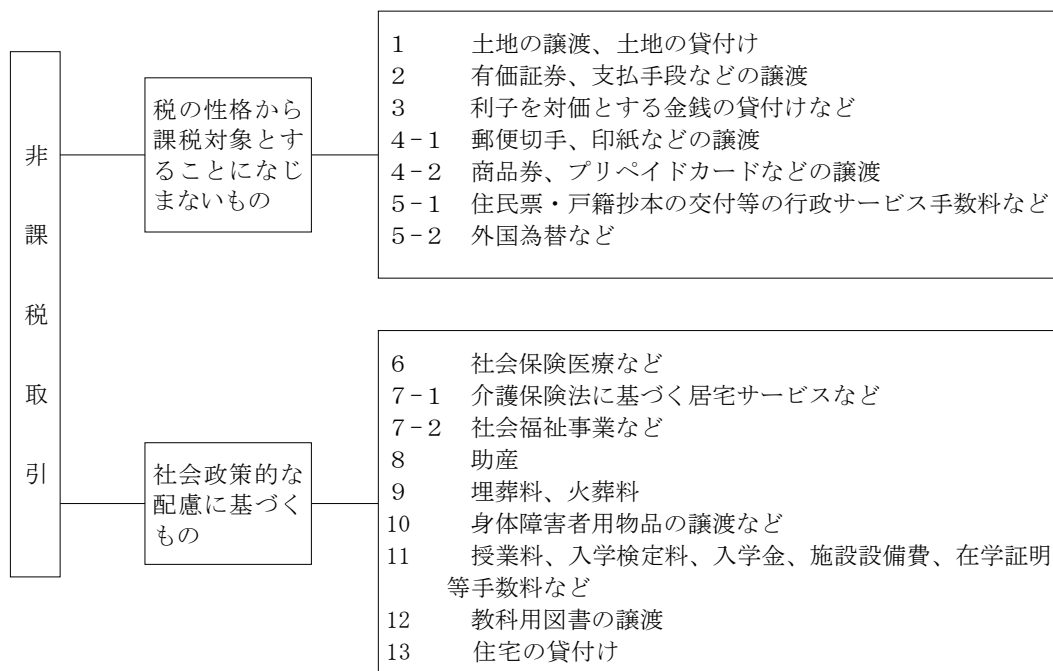 非課税取引
税の性格から
課税対象とす
ることになじ
まないもの
1 土地の譲渡、土地の貸付け
2 有価証券、支払手段などの譲渡
3 利子を対価とする金銭の貸付けなど
4-1 郵便切手、印紙などの譲渡
4-2 商品券、プリペイドカードなどの譲渡
5-1 住民票・戸籍抄本の交付等の行政サービス手数料など
5-2 外国為替など
社会政策的な
配慮に基づく
もの
6 社会保険医療など
7-1 介護保険法に基づく居宅サービスなど
7-2 社会福祉事業など
8 助産
9 埋葬料、火葬料
10 身体障害者用物品の譲渡など
11 授業料、入学検定料、入学金、施設設備費、在学証明
等手数料など
12 教科用図書の譲渡
13 住宅の貸付け